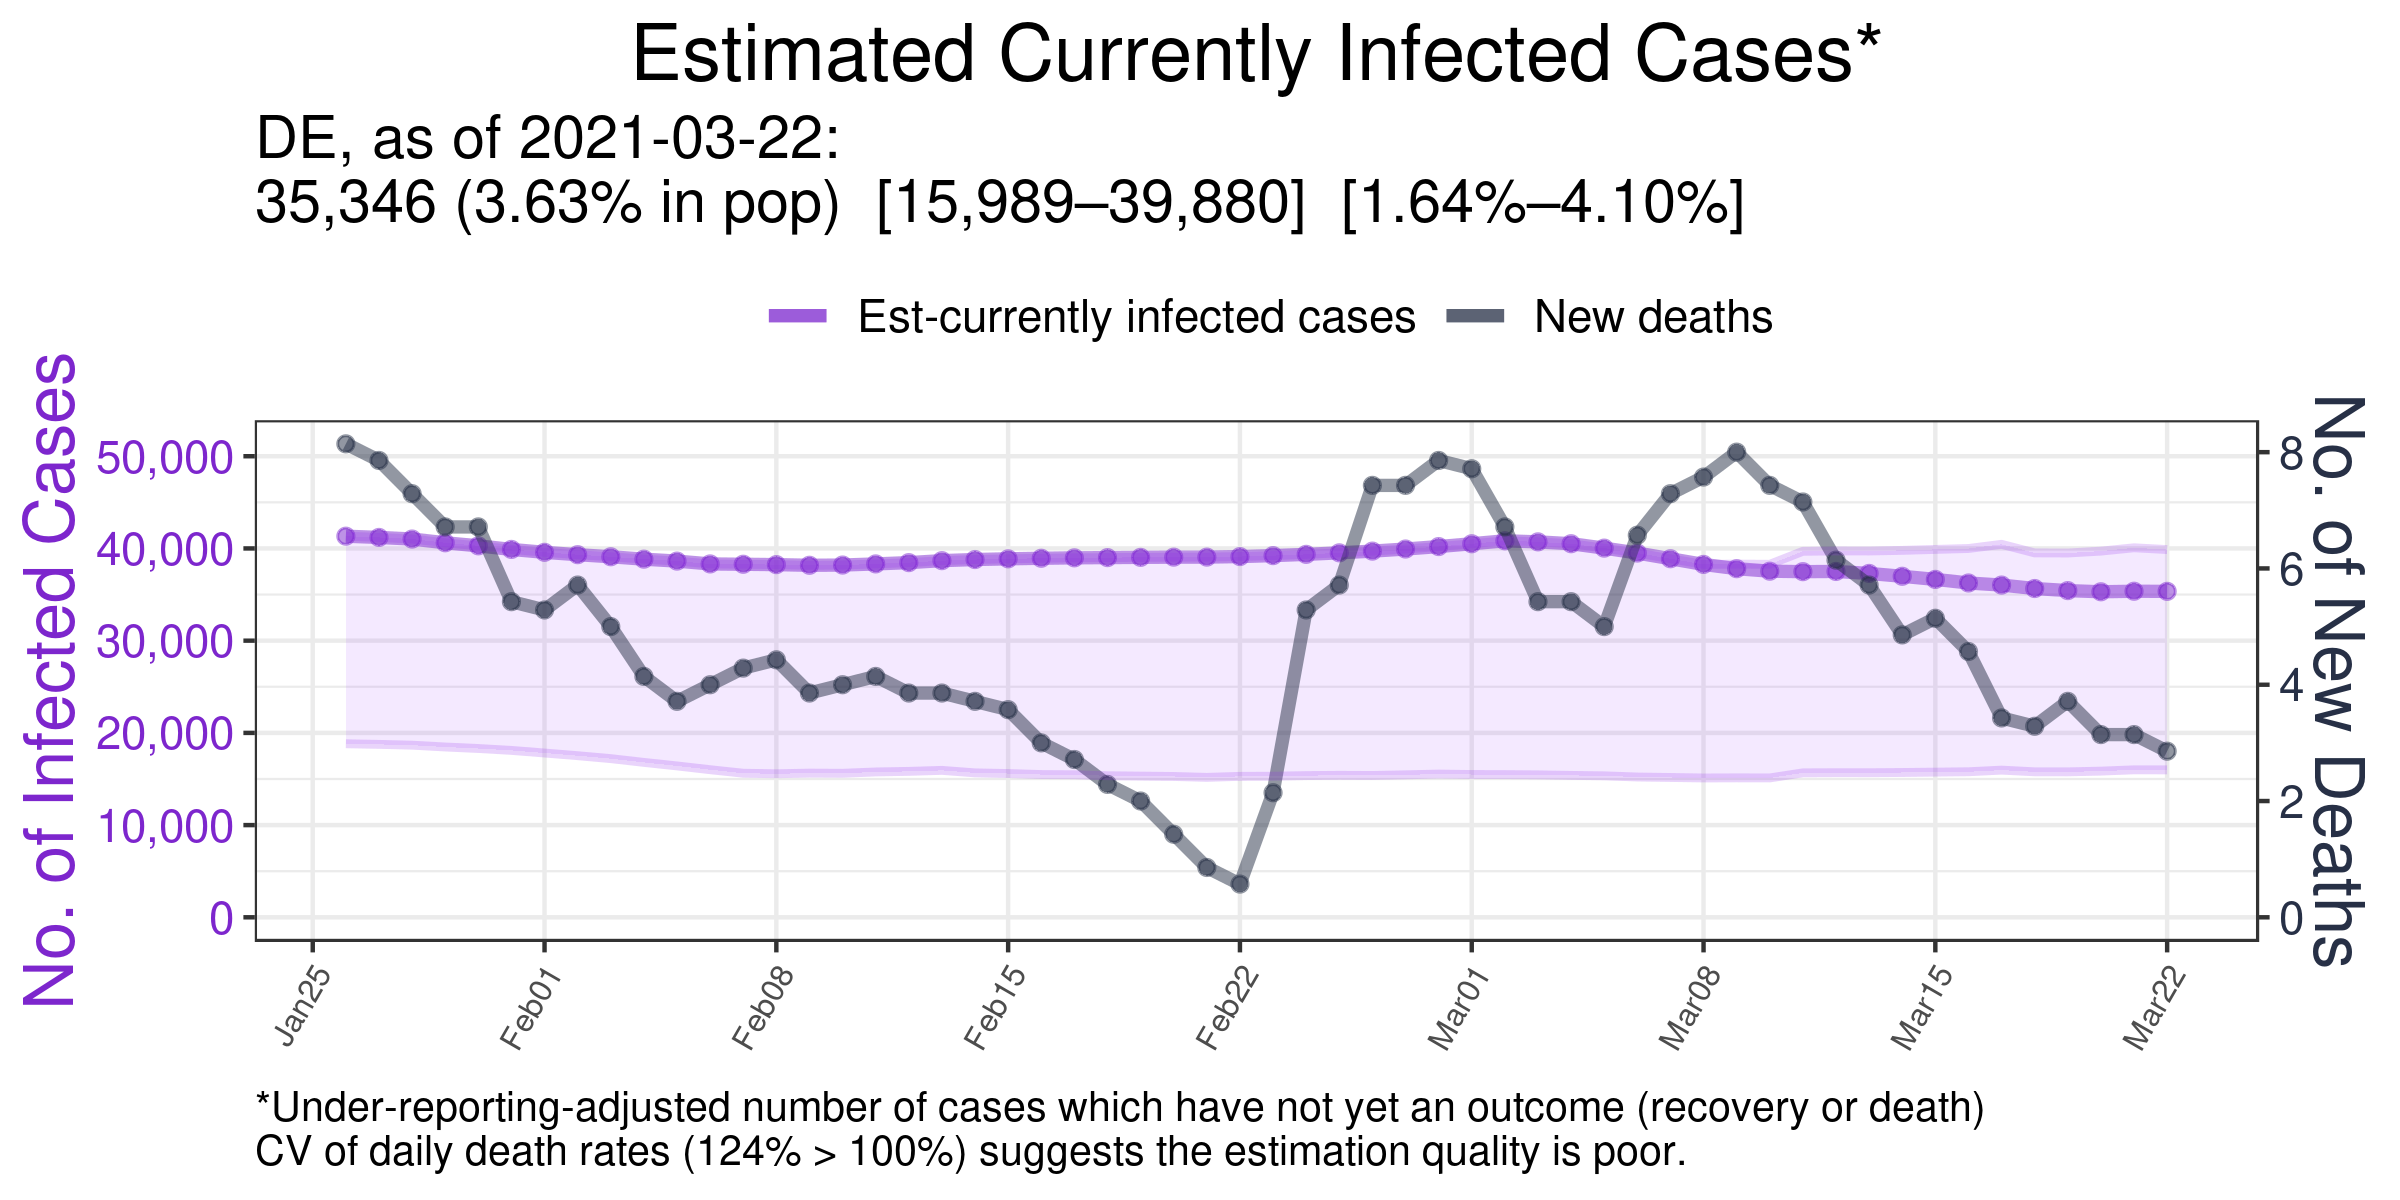 Estimated Currently Infected Cases*
DE, as of 2021-03-22:
35,346 (3.63% in pop)  [15,989–39,880]  [1.64%–4.10%]
Est-currently infected cases
New deaths
No. of Infected Cases
50,000
40,000
30,000
20,000
10,000
0
No. of New Deaths
8
6
4
2
0
Jan25
Feb01
Feb08
Feb15
Feb22
Mar01
Mar08
Mar15
Mar22
*Under-reporting-adjusted number of cases which have not yet an outcome (recovery or death)
CV of daily death rates (124% > 100%) suggests the estimation quality is poor.